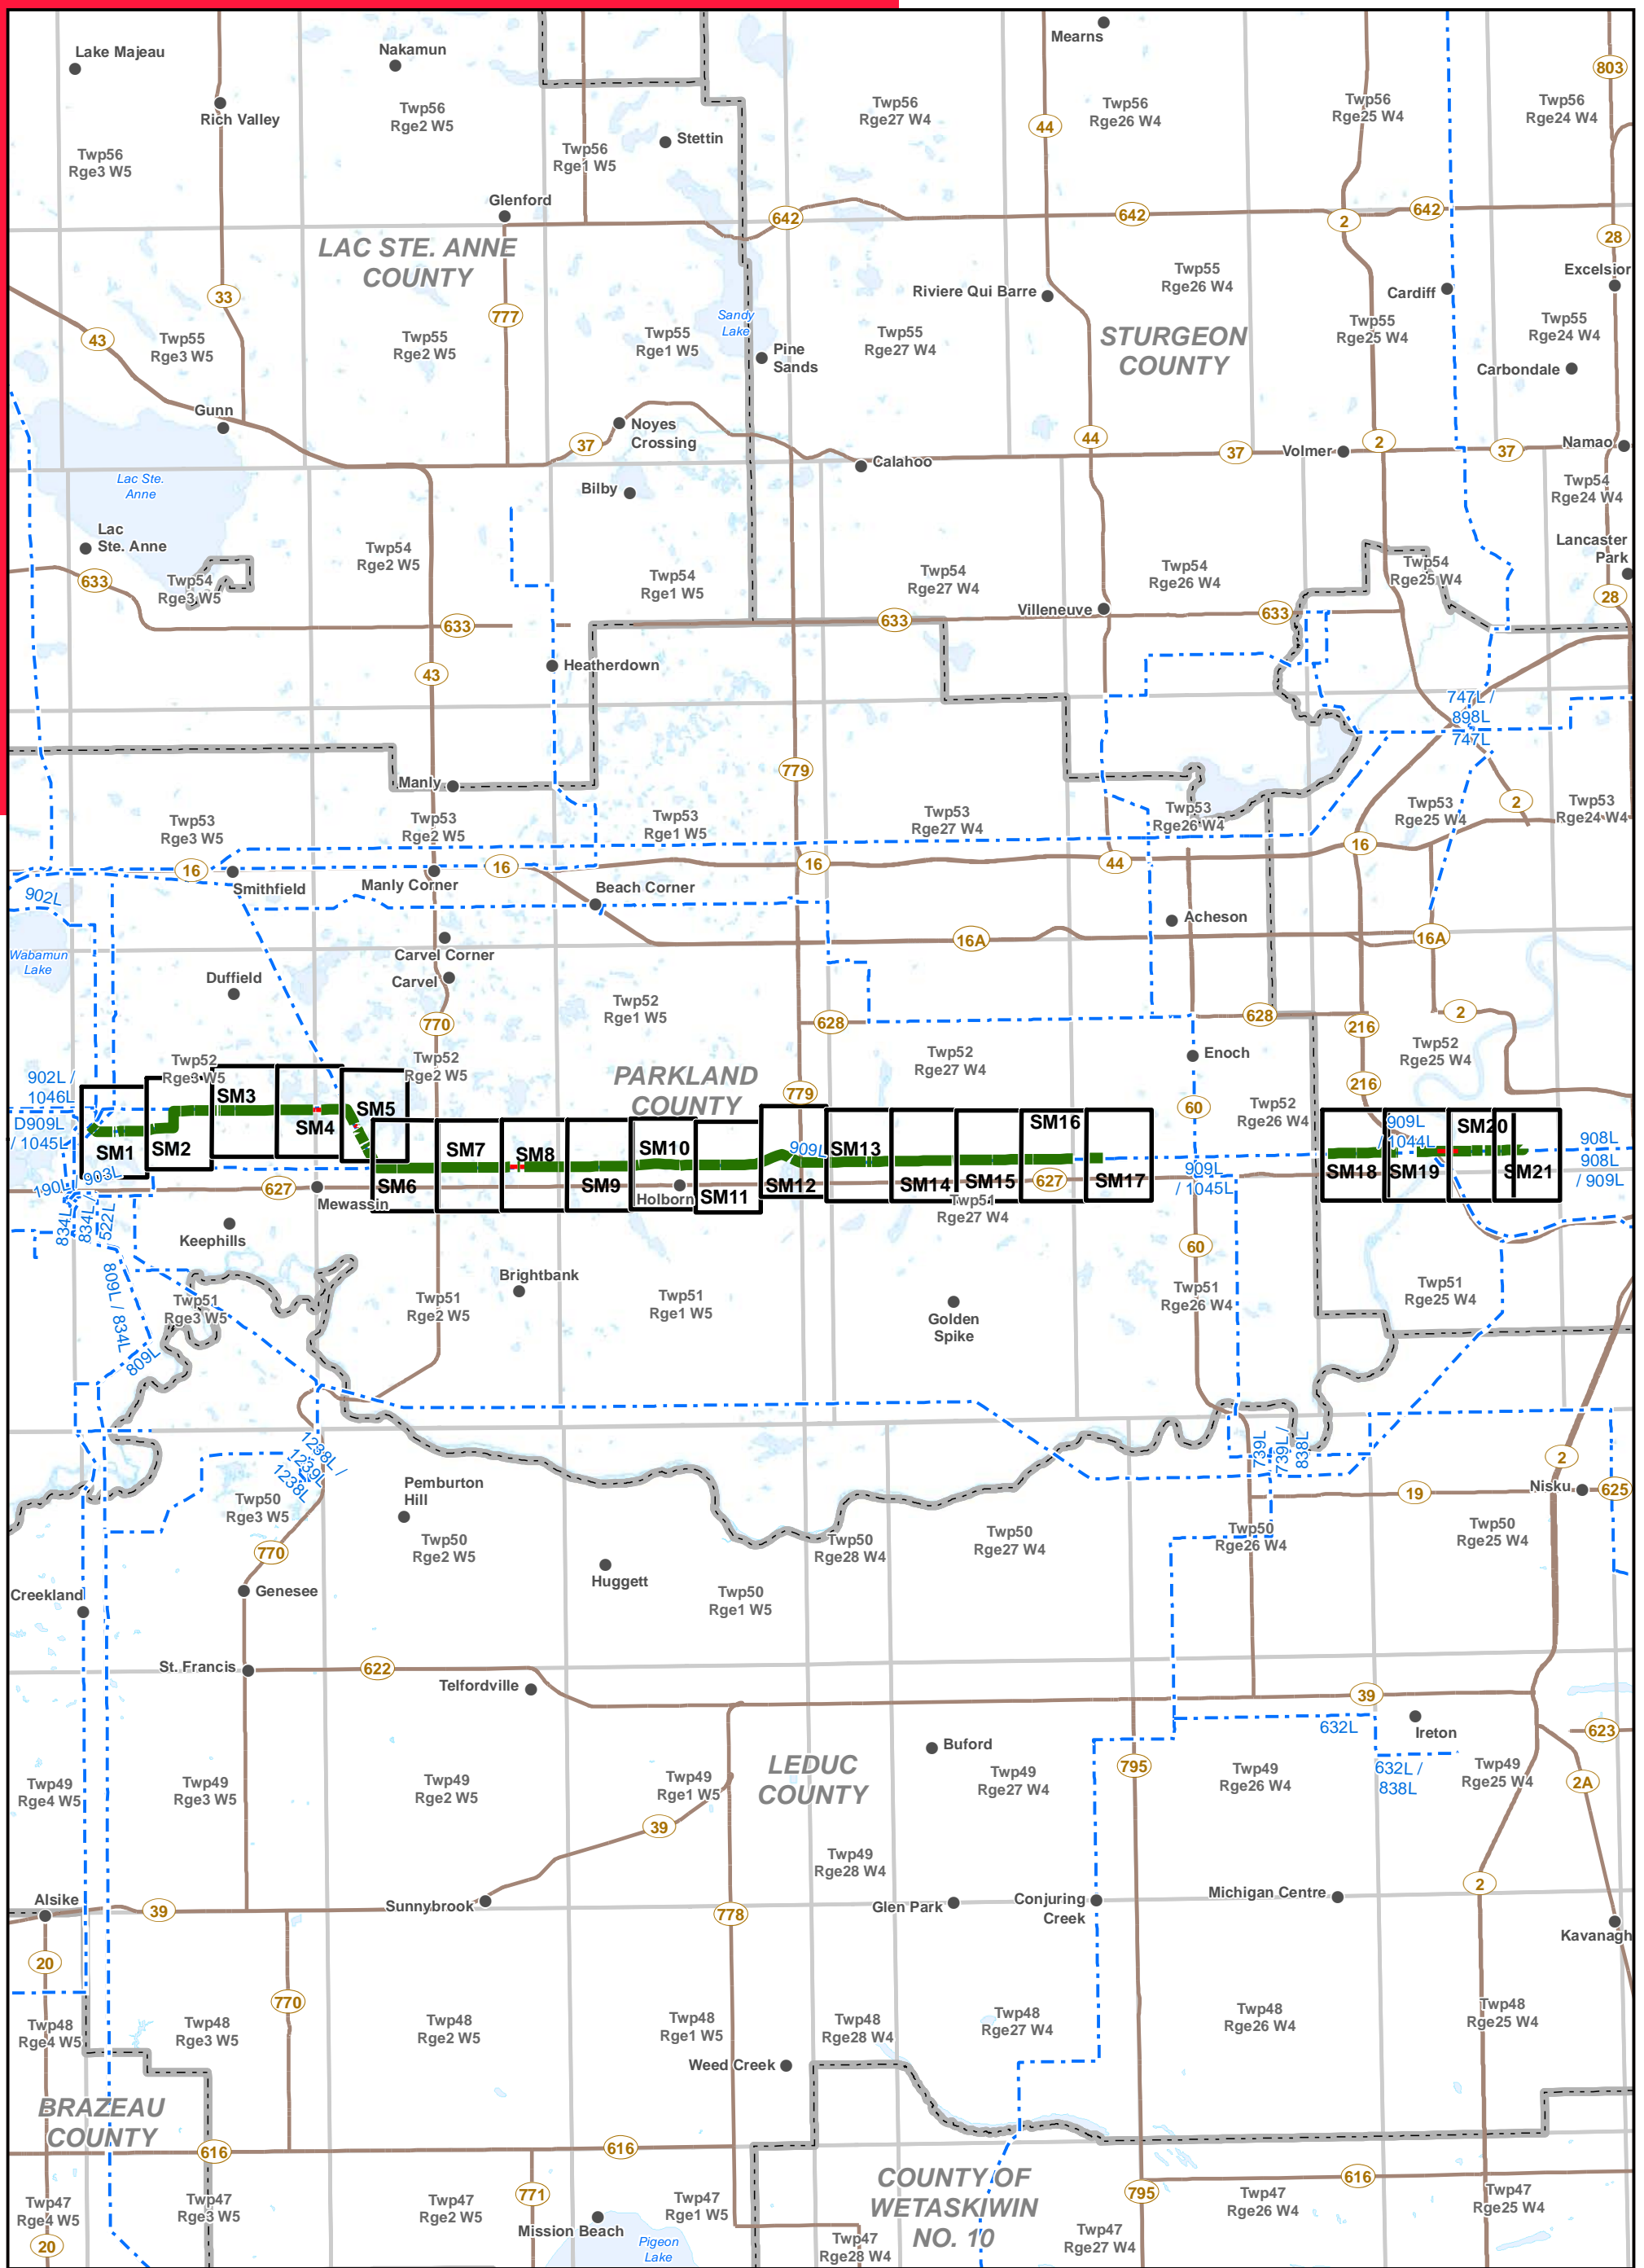 Mearns
Lake Majeau
Nakamun
803
Rich Valley
Twp56
Rge2 W5
Twp56
Rge27 W4
Twp56
Rge26 W4
Twp56
Rge25 W4
Twp56
Rge24 W4
44
Stettin
Twp56
Rge3 W5
Twp56
Rge1 W5
Glenford
642
642
642
2
28
LAC STE. ANNE
COUNTY
Excelsior
Twp55
Rge26 W4
Riviere Qui Barre
Cardiff
33
777
Sandy
Lake
43
Twp55
Rge3 W5
Twp55
Rge2 W5
Twp55
Rge1 W5
Twp55
Rge27 W4
STURGEON
COUNTY
Twp55
Rge25 W4
Twp55
Rge24 W4
Pine
Sands
Carbondale
Gunn
Noyes
Crossing
37
44
37
Volmer
2
37
Namao
Calahoo
Lac Ste.
Anne
Bilby
Twp54
Rge24 W4
Lac
Ste. Anne
Lancaster
Park
Twp54
Rge2 W5
633
Twp54
Rge3 W5
Twp54
Rge1 W5
Twp54
Rge27 W4
Twp54
Rge26 W4
Twp54
Rge25 W4
28
Villeneuve
633
633
633
Heatherdown
43
747L /
898L
747L
779
Manly
Twp53
Rge3 W5
Twp53
Rge2 W5
Twp53
Rge1 W5
Twp53
Rge27 W4
Twp53
Rge26 W4
Twp53
Rge25 W4
2
Twp53
Rge24 W4
16
16
16
44
16
Smithfield
Manly Corner
Beach Corner
902L
Acheson
16A
16A
Wabamun
Lake
Carvel Corner
Duffield
Carvel
Twp52
Rge1 W5
770
628
628
216
2
Enoch
Twp52
Rge3 W5
Twp52
Rge2 W5
Twp52
Rge27 W4
Twp52
Rge25 W4
902L /
1046L
PARKLAND
COUNTY
779
60
216
Twp52
Rge26 W4
D909L
/ 1045L
SM1
SM2
SM3
SM4
SM5
SM6
SM7
SM8
SM9
SM10
SM11
SM12
909L
SM13
SM14
SM15
SM16
SM17
SM18
SM19
SM20
SM21
909L
/ 1044L
908L
908L
/ 909L
909L
/ 1045L
190L
903L
627
Mewassin
Holborn
627
Twp51
Rge27 W4
834L
834L /
522L
Keephills
60
809L / 834L
809L
Twp51
Rge3 W5
Twp51
Rge2 W5
Brightbank
Twp51
Rge1 W5
Golden
Spike
Twp51
Rge26 W4
Twp51
Rge25 W4
1238L /
1239L
1238L
739L
739L /
838L
2
Pemburton
Hill
Twp50
Rge3 W5
19
Nisku
625
770
Twp50
Rge2 W5
Twp50
Rge28 W4
Twp50
Rge27 W4
Twp50
Rge26 W4
Twp50
Rge25 W4
Creekland
Genesee
Huggett
Twp50
Rge1 W5
St. Francis
622
Telfordville
39
632L
Ireton
623
Buford
Twp49
Rge4 W5
Twp49
Rge3 W5
Twp49
Rge2 W5
Twp49
Rge1 W5
LEDUC
COUNTY
Twp49
Rge27 W4
795
Twp49
Rge26 W4
632L /
838L
Twp49
Rge25 W4
2A
39
Twp49
Rge28 W4
Alsike
39
Sunnybrook
778
Glen Park
Conjuring
Creek
Michigan Centre
2
Kavanagh
20
770
Twp48
Rge4 W5
Twp48
Rge3 W5
Twp48
Rge2 W5
Twp48
Rge1 W5
Twp48
Rge28 W4
Twp48
Rge27 W4
Twp48
Rge26 W4
Twp48
Rge25 W4
Weed Creek
BRAZEAU
COUNTY
616
616
COUNTY OF
WETASKIWIN
NO. 10
616
Twp47
Rge4 W5
Twp47
Rge3 W5
Twp47
Rge2 W5
771
Twp47
Rge1 W5
795
Twp47
Rge26 W4
Twp47
Rge25 W4
Mission Beach
Pigeon
Lake
20
Twp47
Rge28 W4
Twp47
Rge27 W4